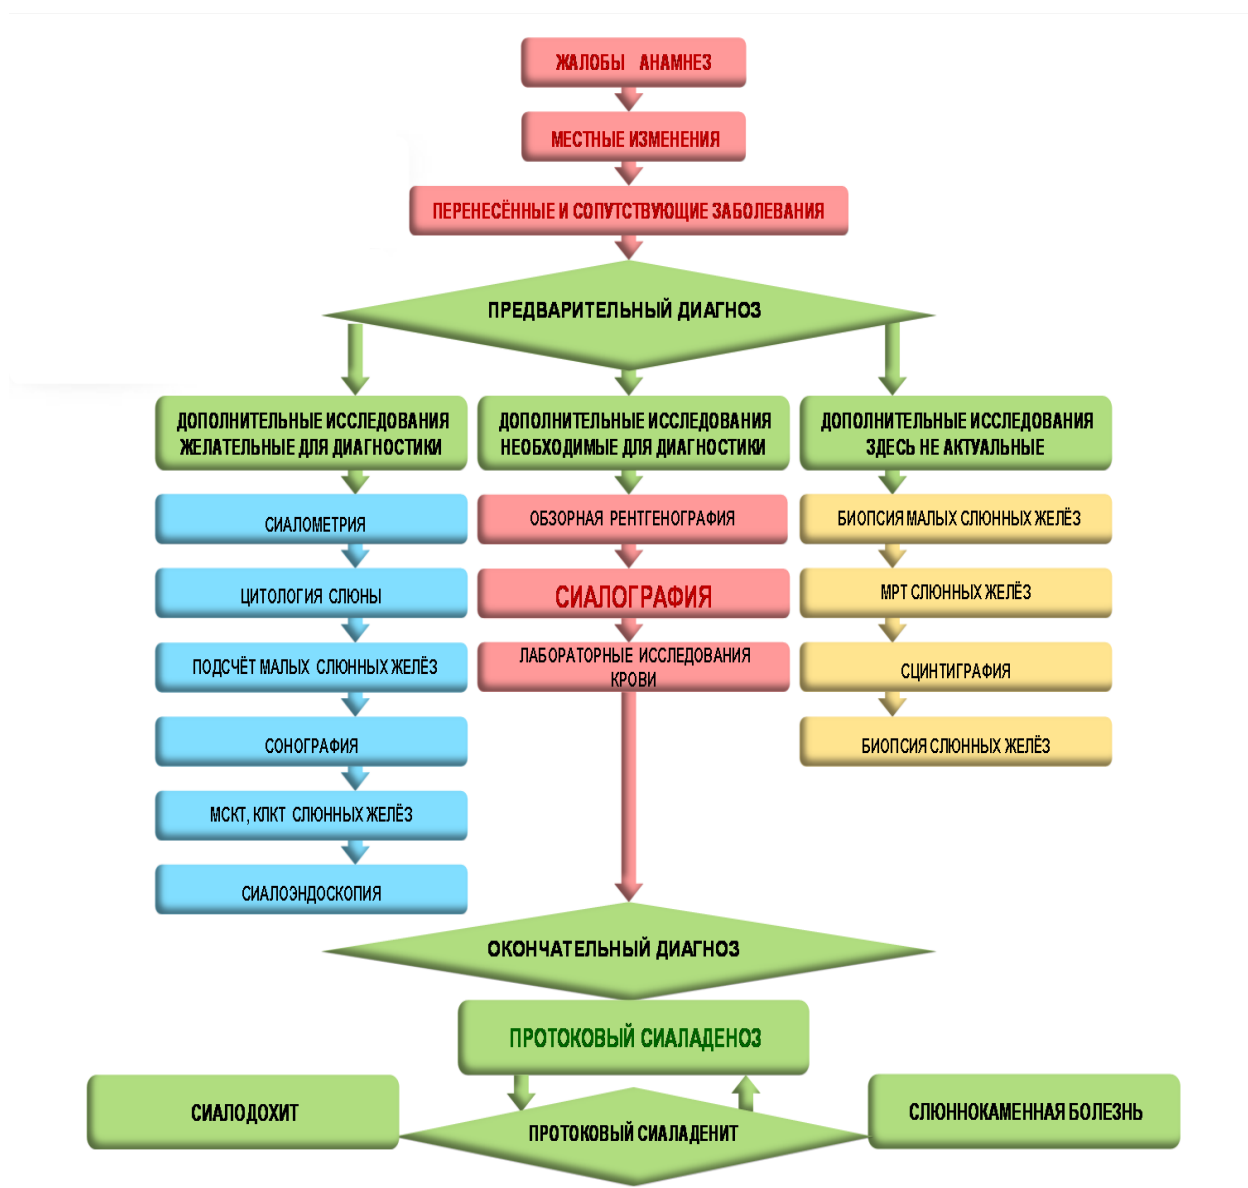 ЖАЛОБЫ АНАМНЕЗ
МЕСТНЫЕ ИЗМЕНЕНИЯ
ПЕРЕНЕСЁННЫЕ И СОПУТСТВУЮЩИЕ ЗАБОЛЕВАНИЯ
ПРЕДВАРИТЕЛЬНЫЙ ДИАГНОЗ
ДОПОЛНИТЕЛЬНЫЕ ИССЛЕДОВАНИЯ
ЖЕЛАТЕЛЬНЫЕ ДЛЯ ДИАГНОСТИКИ
СИАЛОМЕТРИЯ
ЦИТОЛОГИЯ СЛЮНЫ
ПОДСЧЁТ МАЛЫХ СЛЮННЫХ ЖЕЛЁЗ
СОНОГРАФИЯ
МСКТ, КЛКТ СЛЮННЫХ ЖЕЛЁЗ
СИАЛОЭНДОСКОПИЯ
ДОПОЛНИТЕЛЬНЫЕ ИССЛЕДОВАНИЯ
НЕОБХОДИМЫЕ ДЛЯ ДИАГНОСТИКИ
ОБЗОРНАЯ РЕНТГЕНОГРАФИЯ
СИАЛОГРАФИЯ
ЛАБОРАТОРНЫЕ ИССЛЕДОВАНИЯ
КРОВИ
ДОПОЛНИТЕЛЬНЫЕ ИССЛЕДОВАНИЯ
ЗДЕСЬ НЕ АКТУАЛЬНЫЕ
БИОПСИЯ МАЛЫХ СЛЮННЫХ ЖЕЛЁЗ
МРТ СЛЮННЫХ ЖЕЛЁЗ
СЦИНТИГРАФИЯ
БИОПСИЯ СЛЮННЫХ ЖЕЛЁЗ
ОКОНЧАТЕЛЬНЫЙ ДИАГНОЗ
ПРОТОКОВЫЙ СИАЛАДЕНОЗ
СИАЛОДОХИТ
ПРОТОКОВЫЙ СИАЛАДЕНИТ
СЛЮННОКАМЕННАЯ БОЛЕЗНЬ